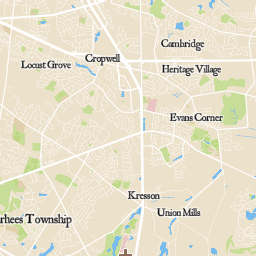 Cambridge
Cropwell
Locust Grove
Heritage Village
Evans Corner
Kresson
Union Mills
rhees Township